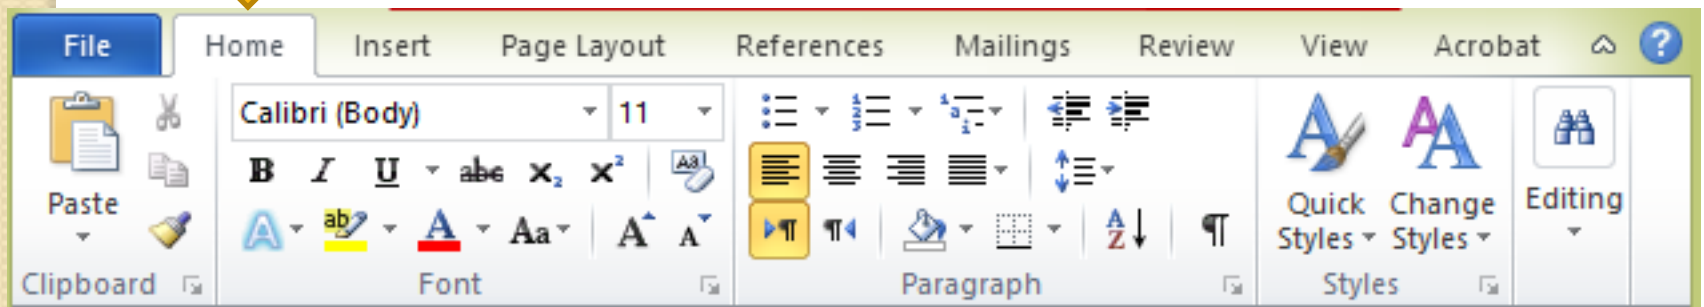 File Home Insert Page Layout References Mailings Review View Acrobat
Calibri (Body) 11
B I U abc x₂ x² Aa
Paste
A ab A Aa A A A Z ¶
Quick Styles
Change Styles
Editing
Clipboard Font Paragraph Styles